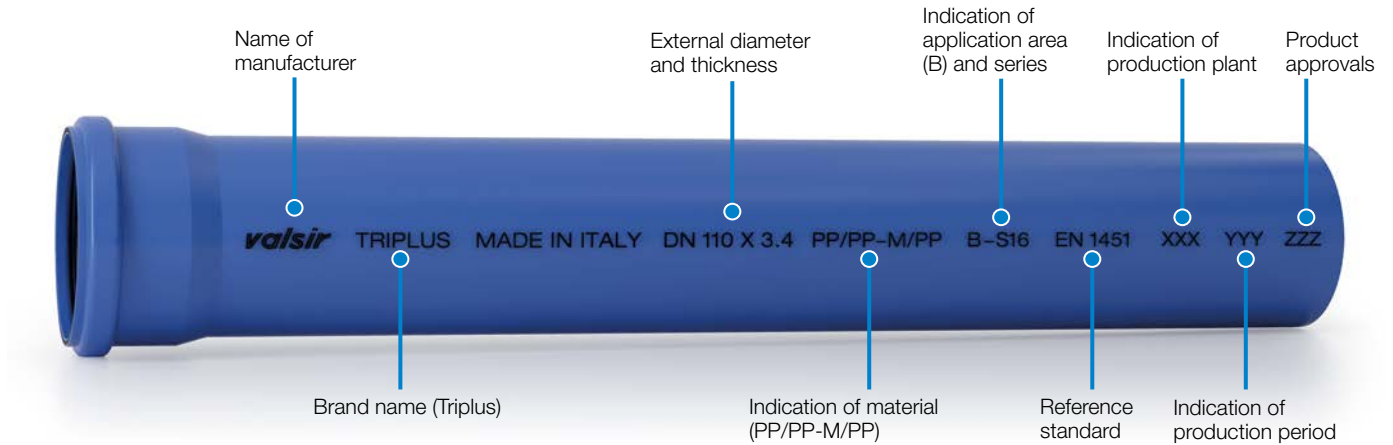 Name of
manufacturer
External diameter
and thickness
Indication of
application area
(B) and series
Indication of
production plant
Product
approvals
valsir TRIPLUS MADE IN ITALY DN 110 X 3.4 PP/PP-M/PP B-S16 EN 1451 XXX YYY ZZZ
Brand name (Triplus)
Indication of material
(PP/PP-M/PP)
Reference
standard
Indication of
production period